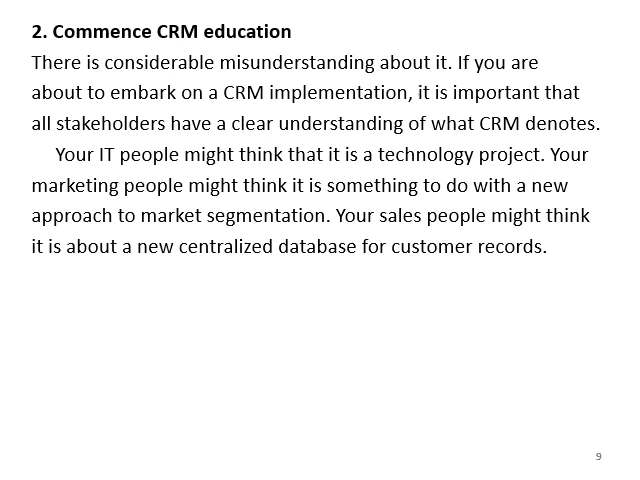 2. Commence CRM education
There is considerable misunderstanding about it. If you are
about to embark on a CRM implementation, it is important that
all stakeholders have a clear understanding of what CRM denotes.
Your IT people might think that it is a technology project. Your
marketing people might think it is something to do with a new
approach to market segmentation. Your sales people might think
it is about a new centralized database for customer records.
9